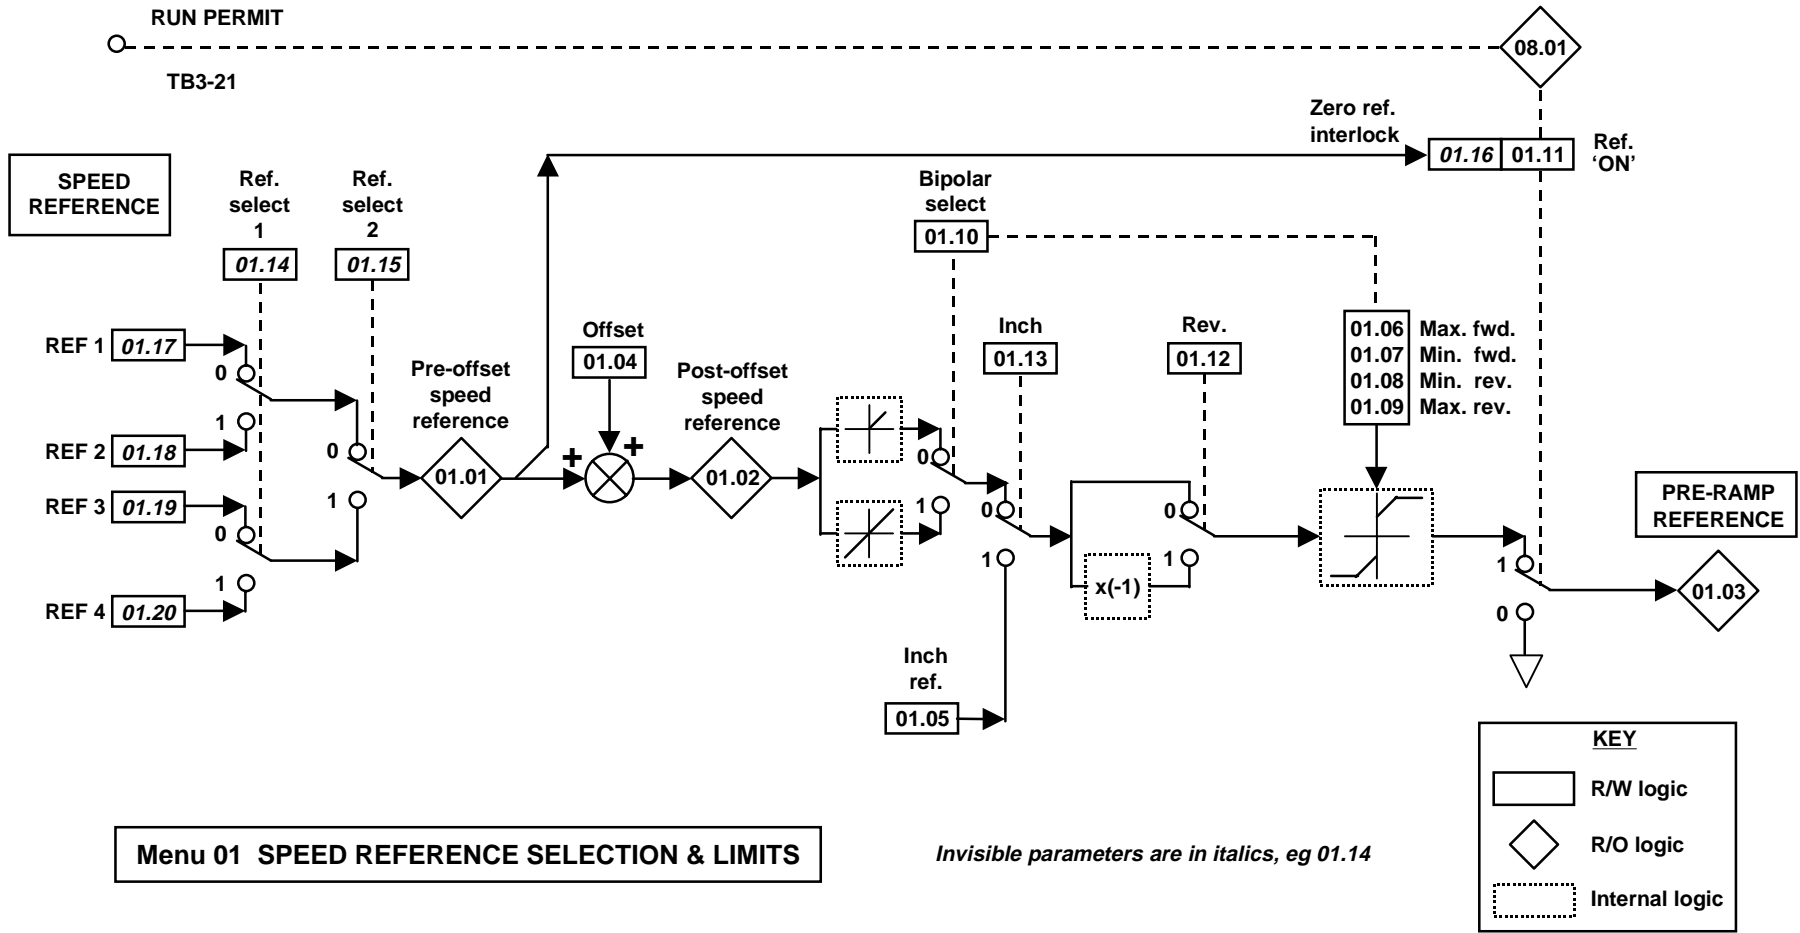 RUN PERMIT
TB3-21
08.01
Zero ref.
interlock
01.16
01.11
Ref.
‘ON’
SPEED
REFERENCE
Ref.
select
1
01.14
Ref.
select
2
01.15
Bipolar
select
01.10
REF 1
01.17
0
1
REF 2
01.18
REF 3
01.19
0
1
REF 4
01.20
0
1
Pre-offset
speed
reference
01.01
Offset
01.04
+
+
Post-offset
speed
reference
01.02
0
1
Inch
01.13
0
1
Inch
ref.
01.05
Rev.
01.12
0
1
x(-1)
01.06 Max. fwd.
01.07 Min. fwd.
01.08 Min. rev.
01.09 Max. rev.
1
0
PRE-RAMP
REFERENCE
01.03
KEY
R/W logic
R/O logic
Internal logic
Menu 01 SPEED REFERENCE SELECTION & LIMITS
Invisible parameters are in italics, eg 01.14